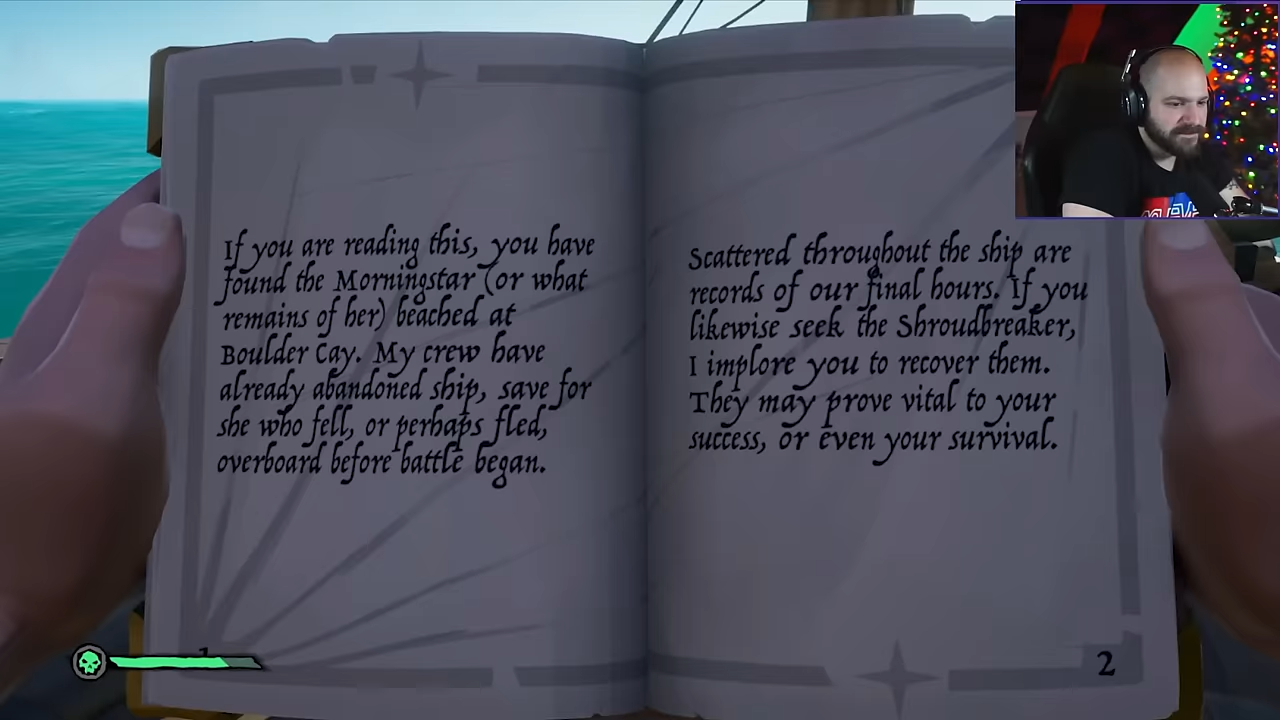 If you are reading this, you have
found the Morningstar (or what
remains of her) beached at
Boulder Cay. My crew have
already abandoned ship, save for
she who fell, or perhaps fled,
overboard before battle began.
1
Scattered throughout the ship are
records of our final hours. If you
likewise seek the Shroudbreaker,
I implore you to recover them.
They may prove vital to your
success, or even your survival.
2